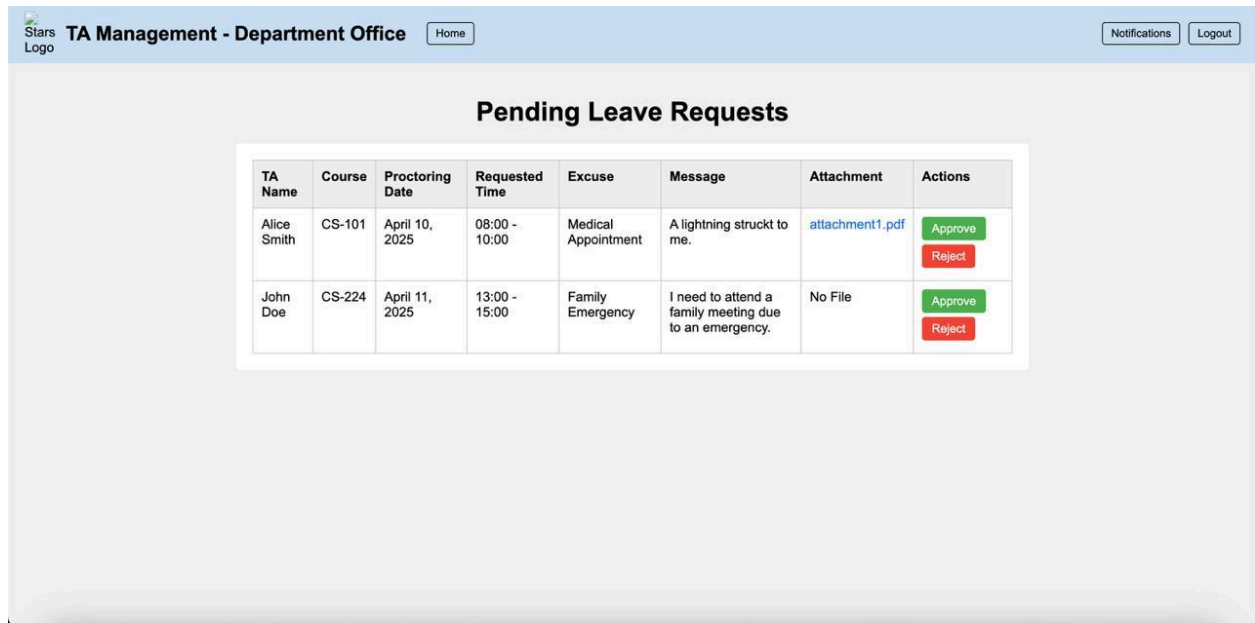 Stars
Logo
TA Management - Department Office
Home
Notifications
Logout
Pending Leave Requests
TA
Name
Course
Proctoring
Date
Requested
Time
Excuse
Message
Attachment
Actions
Alice
Smith
CS-101
April 10,
2025
08:00 -
10:00
Medical
Appointment
A lightning struckt to
me.
attachment1.pdf
Approve
Reject
John
Doe
CS-224
April 11,
2025
13:00 -
15:00
Family
Emergency
I need to attend a
family meeting due
to an emergency.
No File
Approve
Reject